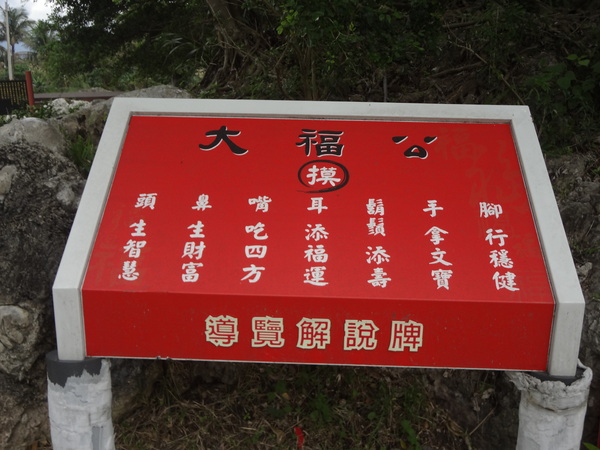 大福公
摸
頭生智慧
鼻生財富
嘴吃四方
耳添福運
鬍鬚添壽
手拿文寶
腳行穩健
導覽解說牌